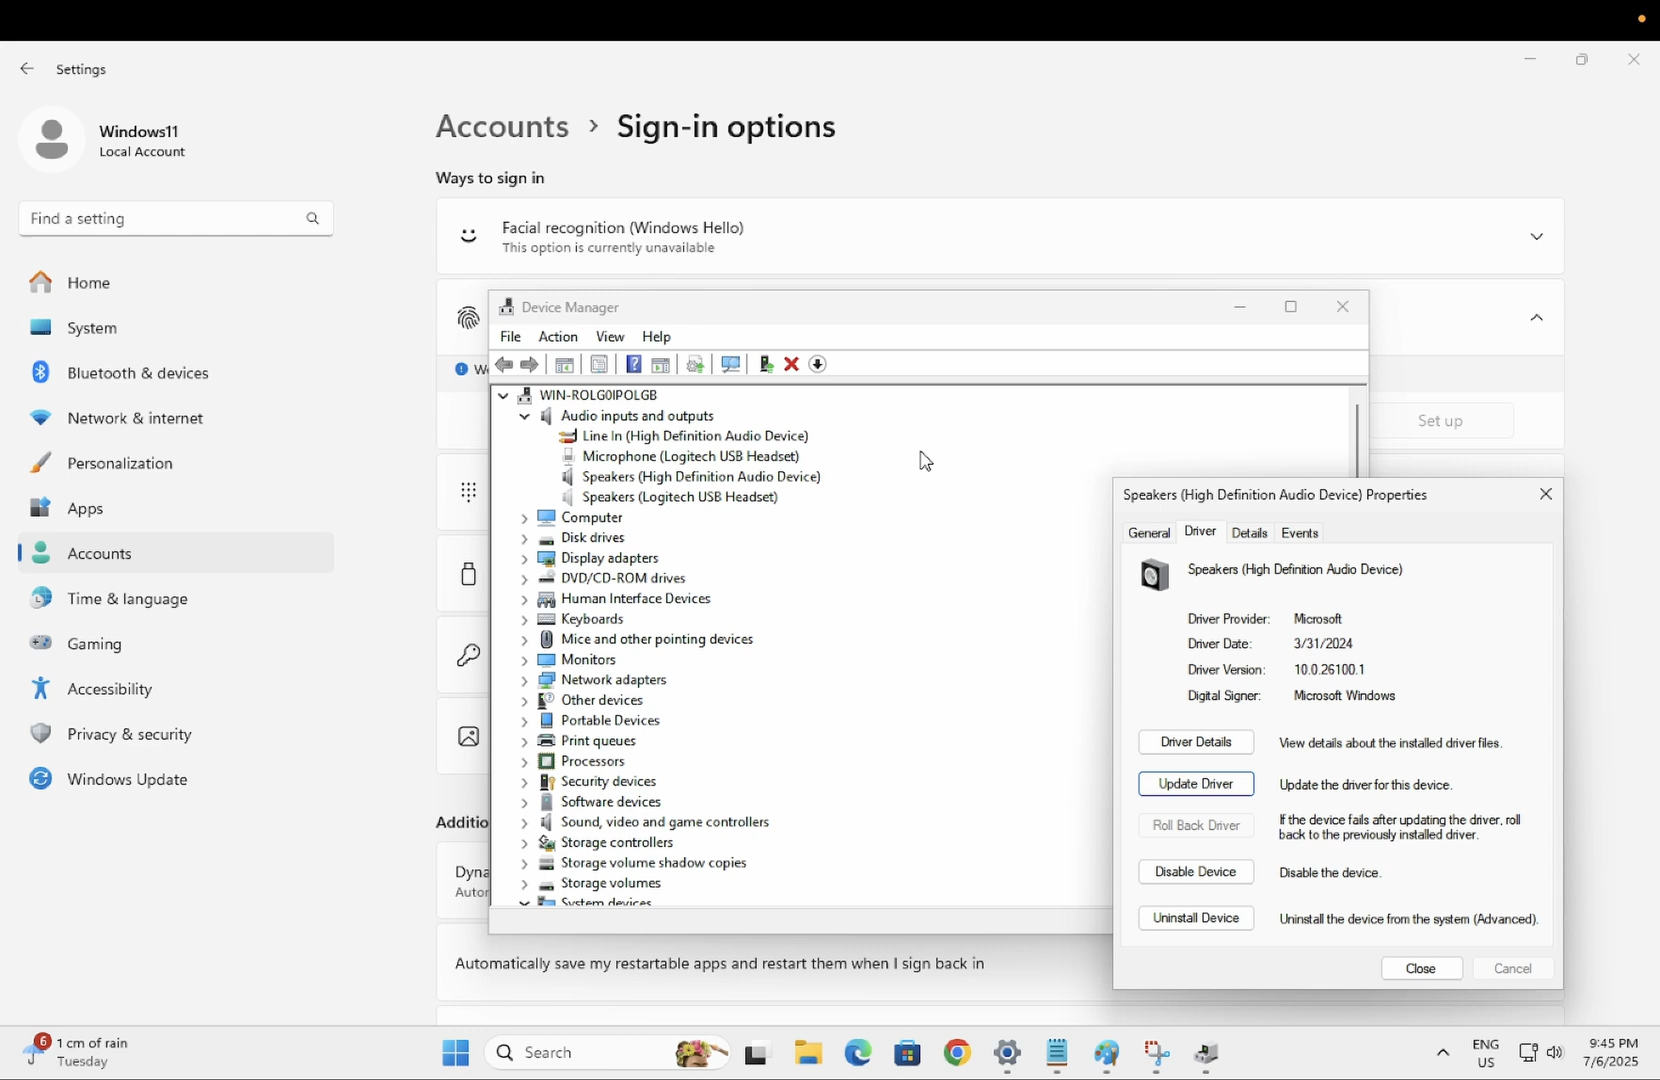 Settings
Windows11
Local Account
Find a setting
Home
System
Bluetooth & devices
Network & internet
Personalization
Apps
Accounts
Time & language
Gaming
Accessibility
Privacy & security
Windows Update
Accounts > Sign-in options
Ways to sign in
Facial recognition (Windows Hello)
This option is currently unavailable
Set up
Automatically save my restartable apps and restart them when I sign back in
Device Manager
File Action View Help
WIN-ROLG0IPOLGB
Audio inputs and outputs
Line In (High Definition Audio Device)
Microphone (Logitech USB Headset)
Speakers (High Definition Audio Device)
Speakers (Logitech USB Headset)
Computer
Disk drives
Display adapters
DVD/CD-ROM drives
Human Interface Devices
Keyboards
Mice and other pointing devices
Monitors
Network adapters
Other devices
Portable Devices
Print queues
Processors
Security devices
Software devices
Sound, video and game controllers
Storage controllers
Storage volume shadow copies
Storage volumes
System devices
Speakers (High Definition Audio Device) Properties
General Driver Details Events
Speakers (High Definition Audio Device)
Driver Provider: Microsoft
Driver Date: 3/31/2024
Driver Version: 10.0.26100.1
Digital Signer: Microsoft Windows
Driver Details View details about the installed driver files.
Update Driver Update the driver for this device.
Roll Back Driver If the device fails after updating the driver, roll
back to the previously installed driver.
Disable Device Disable the device.
Uninstall Device Uninstall the device from the system (Advanced).
Close Cancel
6
1 cm of rain
Tuesday
Search
ENG
US
9:45 PM
7/6/2025